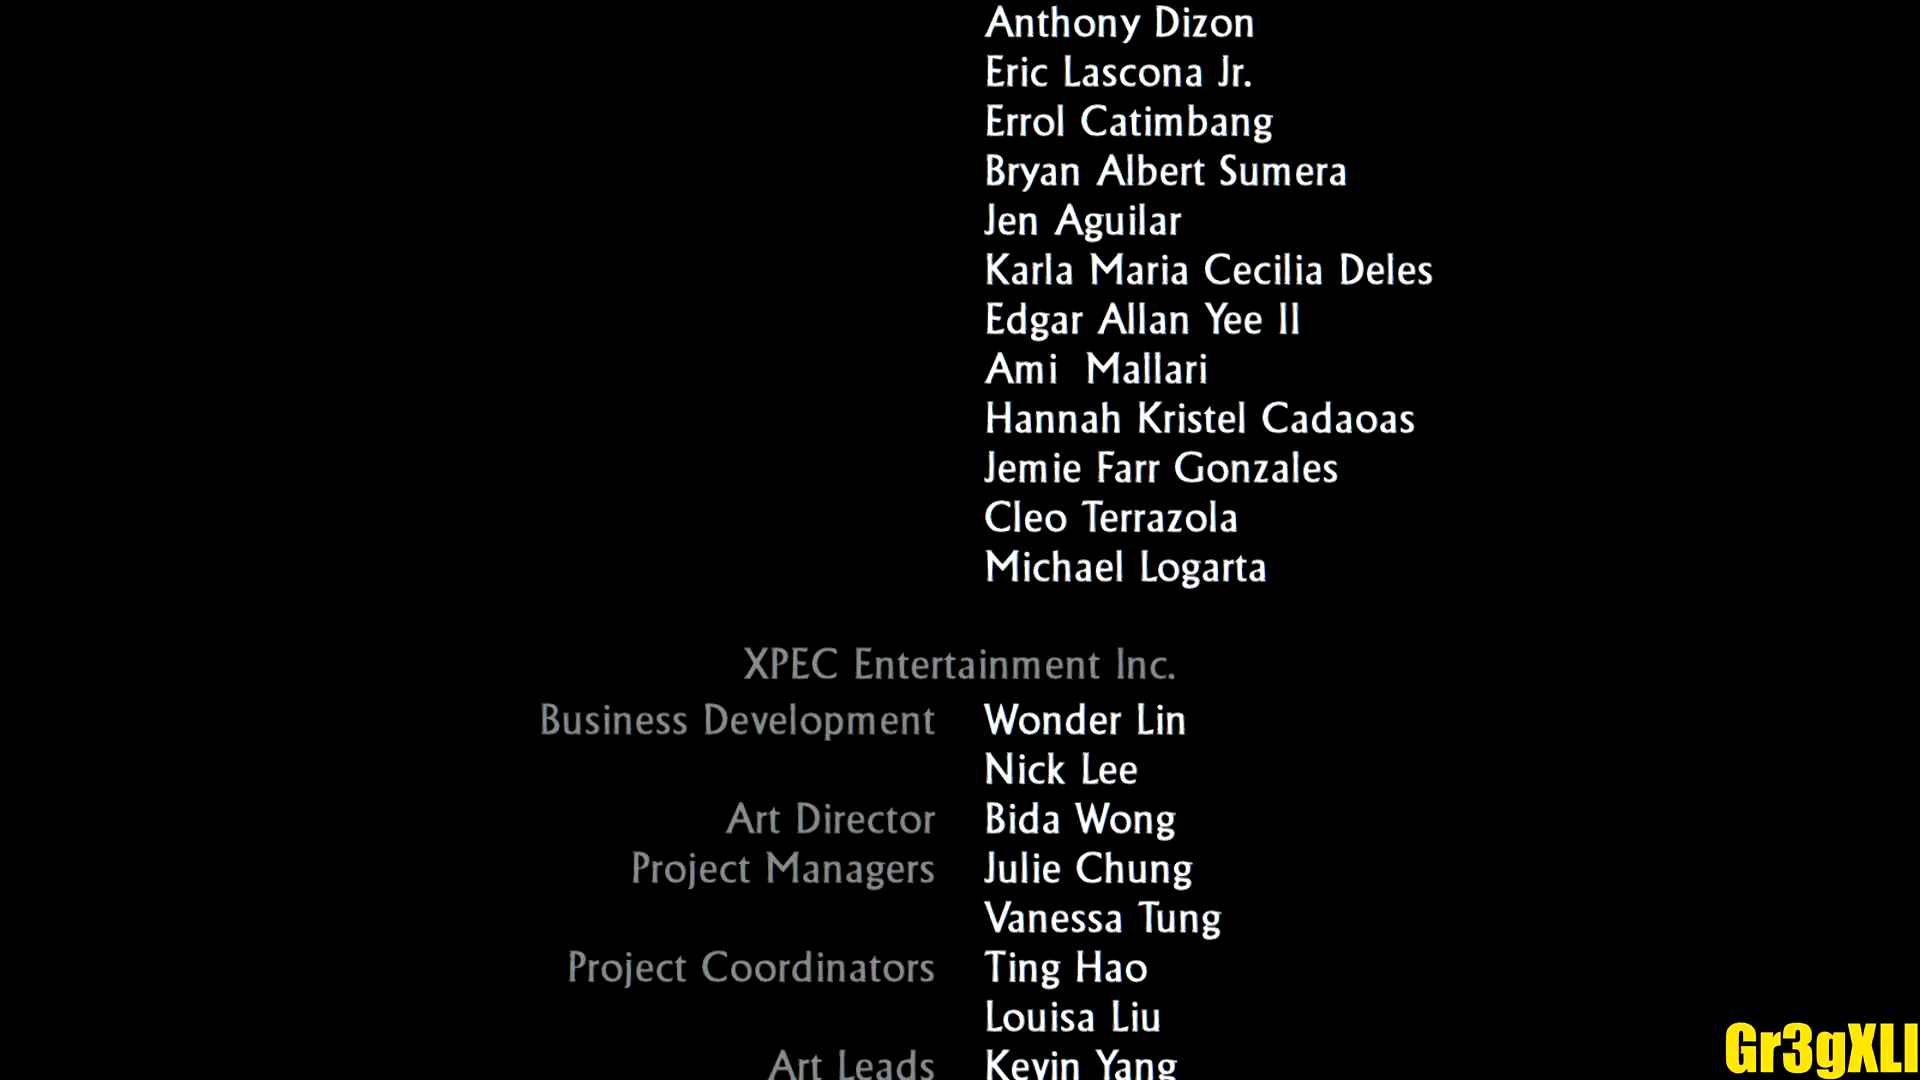 Anthony Dizon
Eric Lascona Jr.
Errol Catimbang
Bryan Albert Sumera
Jen Aguilar
Karla Maria Cecilia Deles
Edgar Allan Yee II
Ami  Mallari
Hannah Kristel Cadaoas
Jemie Farr Gonzales
Cleo Terrazola
Michael Logarta
XPEC Entertainment Inc.
Business Development Wonder Lin
Nick Lee
Art Director Bida Wong
Project Managers Julie Chung
Vanessa Tung
Project Coordinators Ting Hao
Louisa Liu
Art Leads Kevin Yang
Gr3gXLI